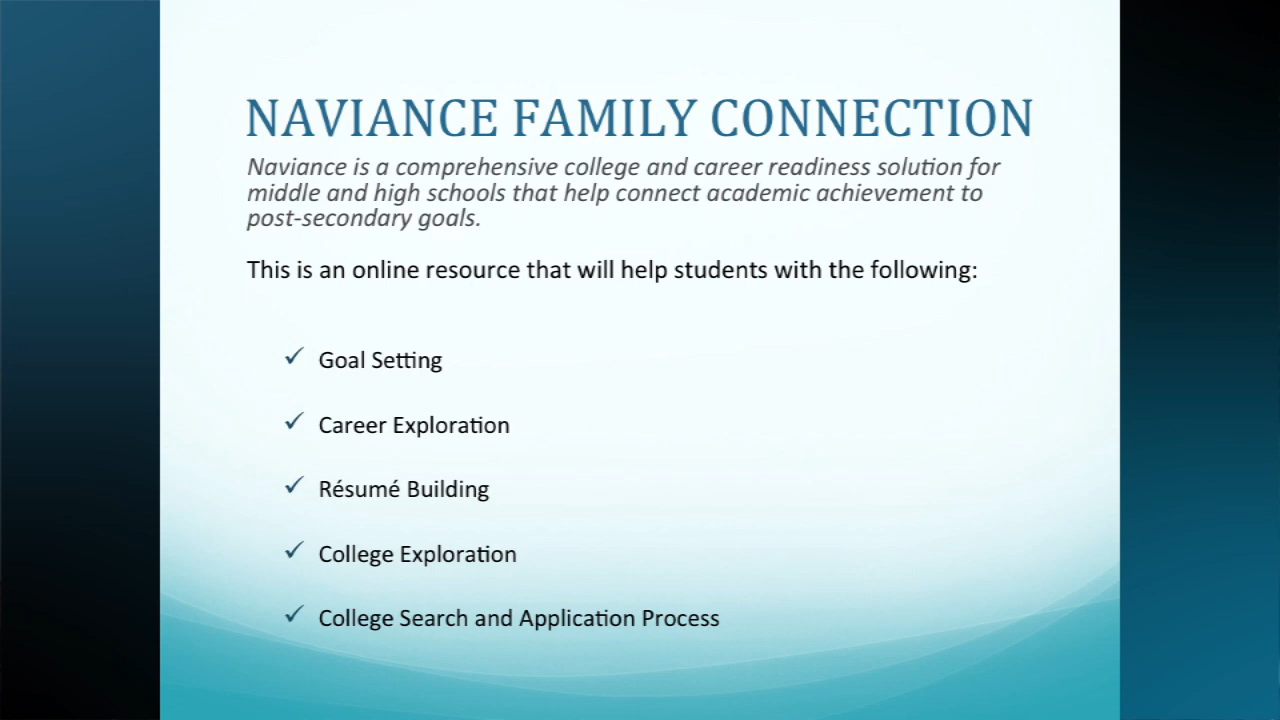 NAVIANCE FAMILY CONNECTION
Naviance is a comprehensive college and career readiness solution for
middle and high schools that help connect academic achievement to
post-secondary goals.
This is an online resource that will help students with the following:
✓ Goal Setting
✓ Career Exploration
✓ Résumé Building
✓ College Exploration
✓ College Search and Application Process